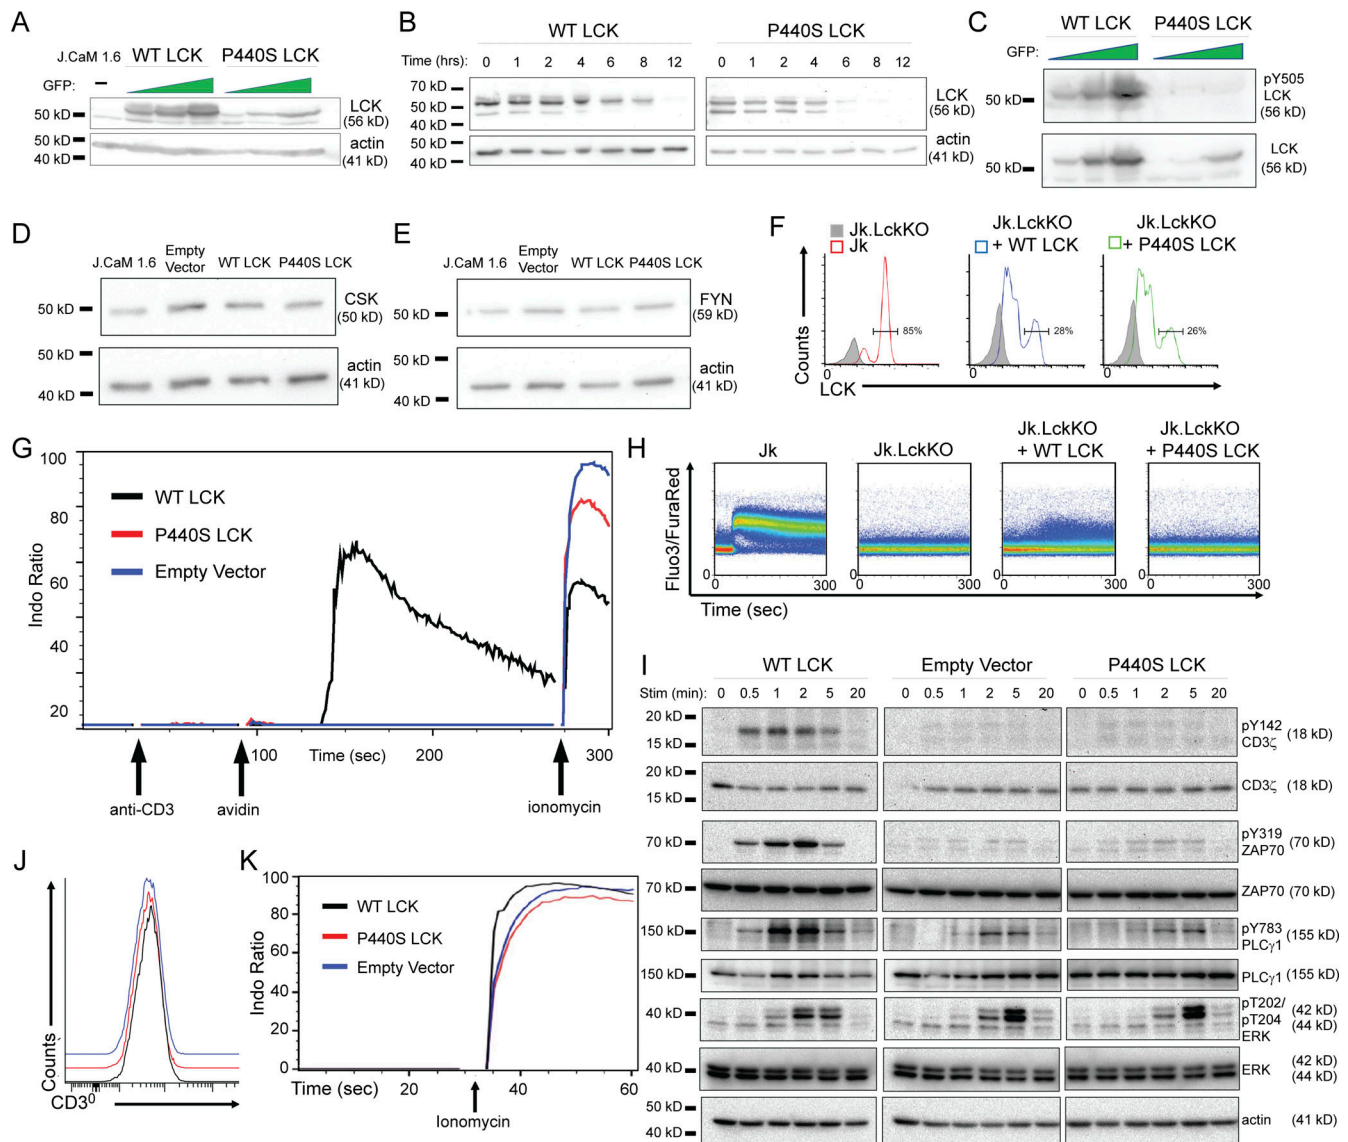 A
J.CaM 1.6
WT LCK
P440S LCK
GFP:
–
50 kD
LCK
(56 kD)
50 kD
40 kD
actin
(41 kD)
B
WT LCK
P440S LCK
Time (hrs): 0 1 2 4 6 8 12
0 1 2 4 6 8 12
70 kD
50 kD
40 kD
LCK
(56 kD)
50 kD
40 kD
actin
(41 kD)
C
WT LCK
P440S LCK
GFP:
50 kD
pY505
LCK
(56 kD)
50 kD
LCK
(56 kD)
D
J.CaM 1.6
Empty
Vector
WT LCK
P440S LCK
50 kD
CSK
(50 kD)
50 kD
40 kD
actin
(41 kD)
E
J.CaM 1.6
Empty
Vector
WT LCK
P440S LCK
50 kD
FYN
(59 kD)
50 kD
40 kD
actin
(41 kD)
F
Jk.LckKO
Jk
Jk.LckKO
+ WT LCK
Jk.LckKO
+ P440S LCK
Counts
85%
28%
26%
0
0
0
LCK
G
100
80
60
40
20
Indo Ratio
WT LCK
P440S LCK
Empty Vector
100
Time (sec)
200
300
anti-CD3
avidin
ionomycin
H
Jk
Jk.LckKO
Jk.LckKO
+ WT LCK
Jk.LckKO
+ P440S LCK
Fluo3/FuraRed
0
0 300
0
0 300
0
0 300
0
0 300
Time (sec)
I
WT LCK
Empty Vector
P440S LCK
Stim (min): 0 0.5 1 2 5 20
0 0.5 1 2 5 20
0 0.5 1 2 5 20
20 kD
15 kD
pY142
CD3ζ
(18 kD)
20 kD
15 kD
CD3ζ (18 kD)
70 kD
pY319
ZAP70
(70 kD)
70 kD
ZAP70 (70 kD)
150 kD
pY783
PLCγ1
(155 kD)
150 kD
PLCγ1 (155 kD)
40 kD
pT202/
pT204
ERK
(42 kD)
(44 kD)
40 kD
ERK
(42 kD)
(44 kD)
50 kD
40 kD
actin (41 kD)
J
Counts
0
CD3
K
100
80
60
40
20
0
Indo Ratio
WT LCK
P440S LCK
Empty Vector
Time (sec)
20
40
60
Ionomycin